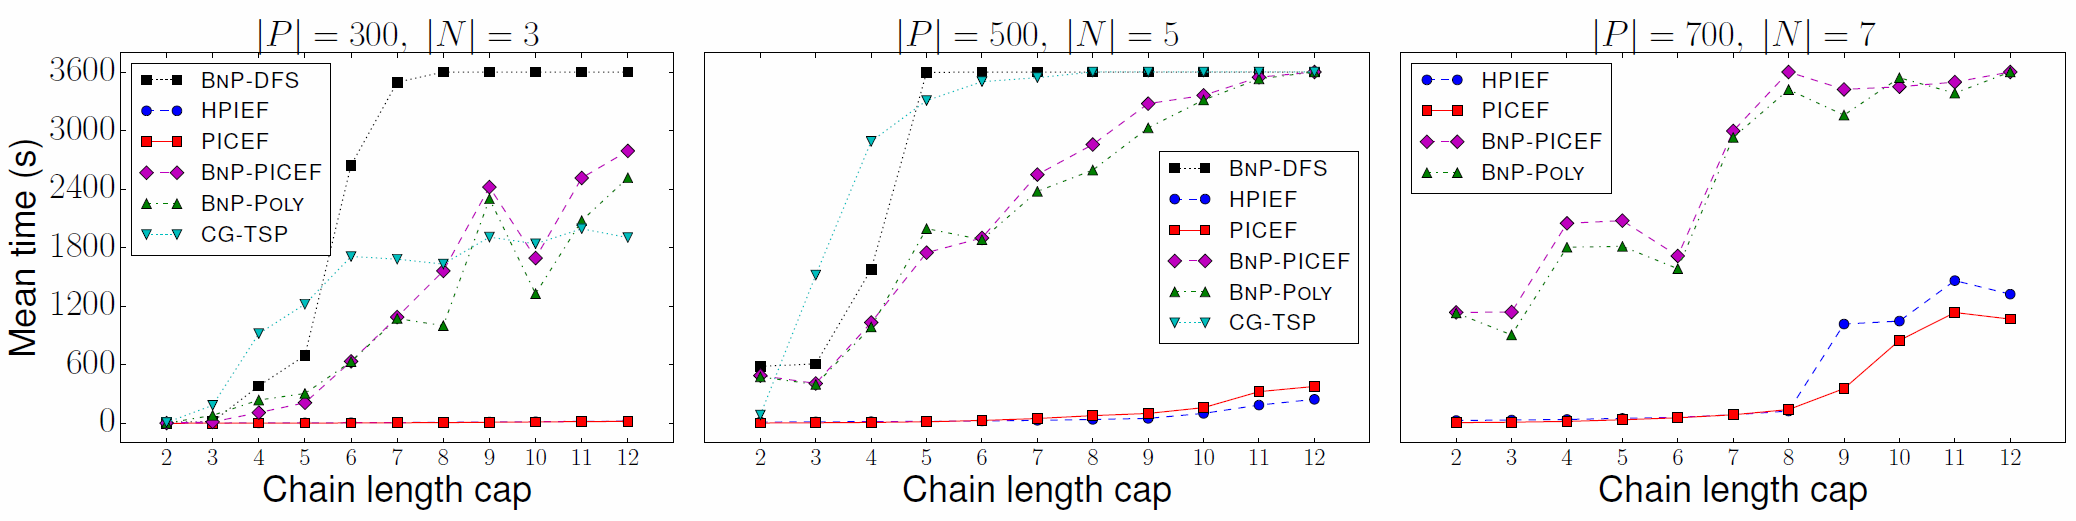 |P| = 300, |N| = 3
|P| = 500, |N| = 5
|P| = 700, |N| = 7
Mean time (s)
3600
3000
2400
1800
1200
600
0
BNP-DFS
HPIEF
PICEF
BNP-PICEF
BNP-POLY
CG-TSP
2 3 4 5 6 7 8 9 10 11 12
Chain length cap
BNP-DFS
HPIEF
PICEF
BNP-PICEF
BNP-POLY
CG-TSP
2 3 4 5 6 7 8 9 10 11 12
Chain length cap
HPIEF
PICEF
BNP-PICEF
BNP-POLY
2 3 4 5 6 7 8 9 10 11 12
Chain length cap